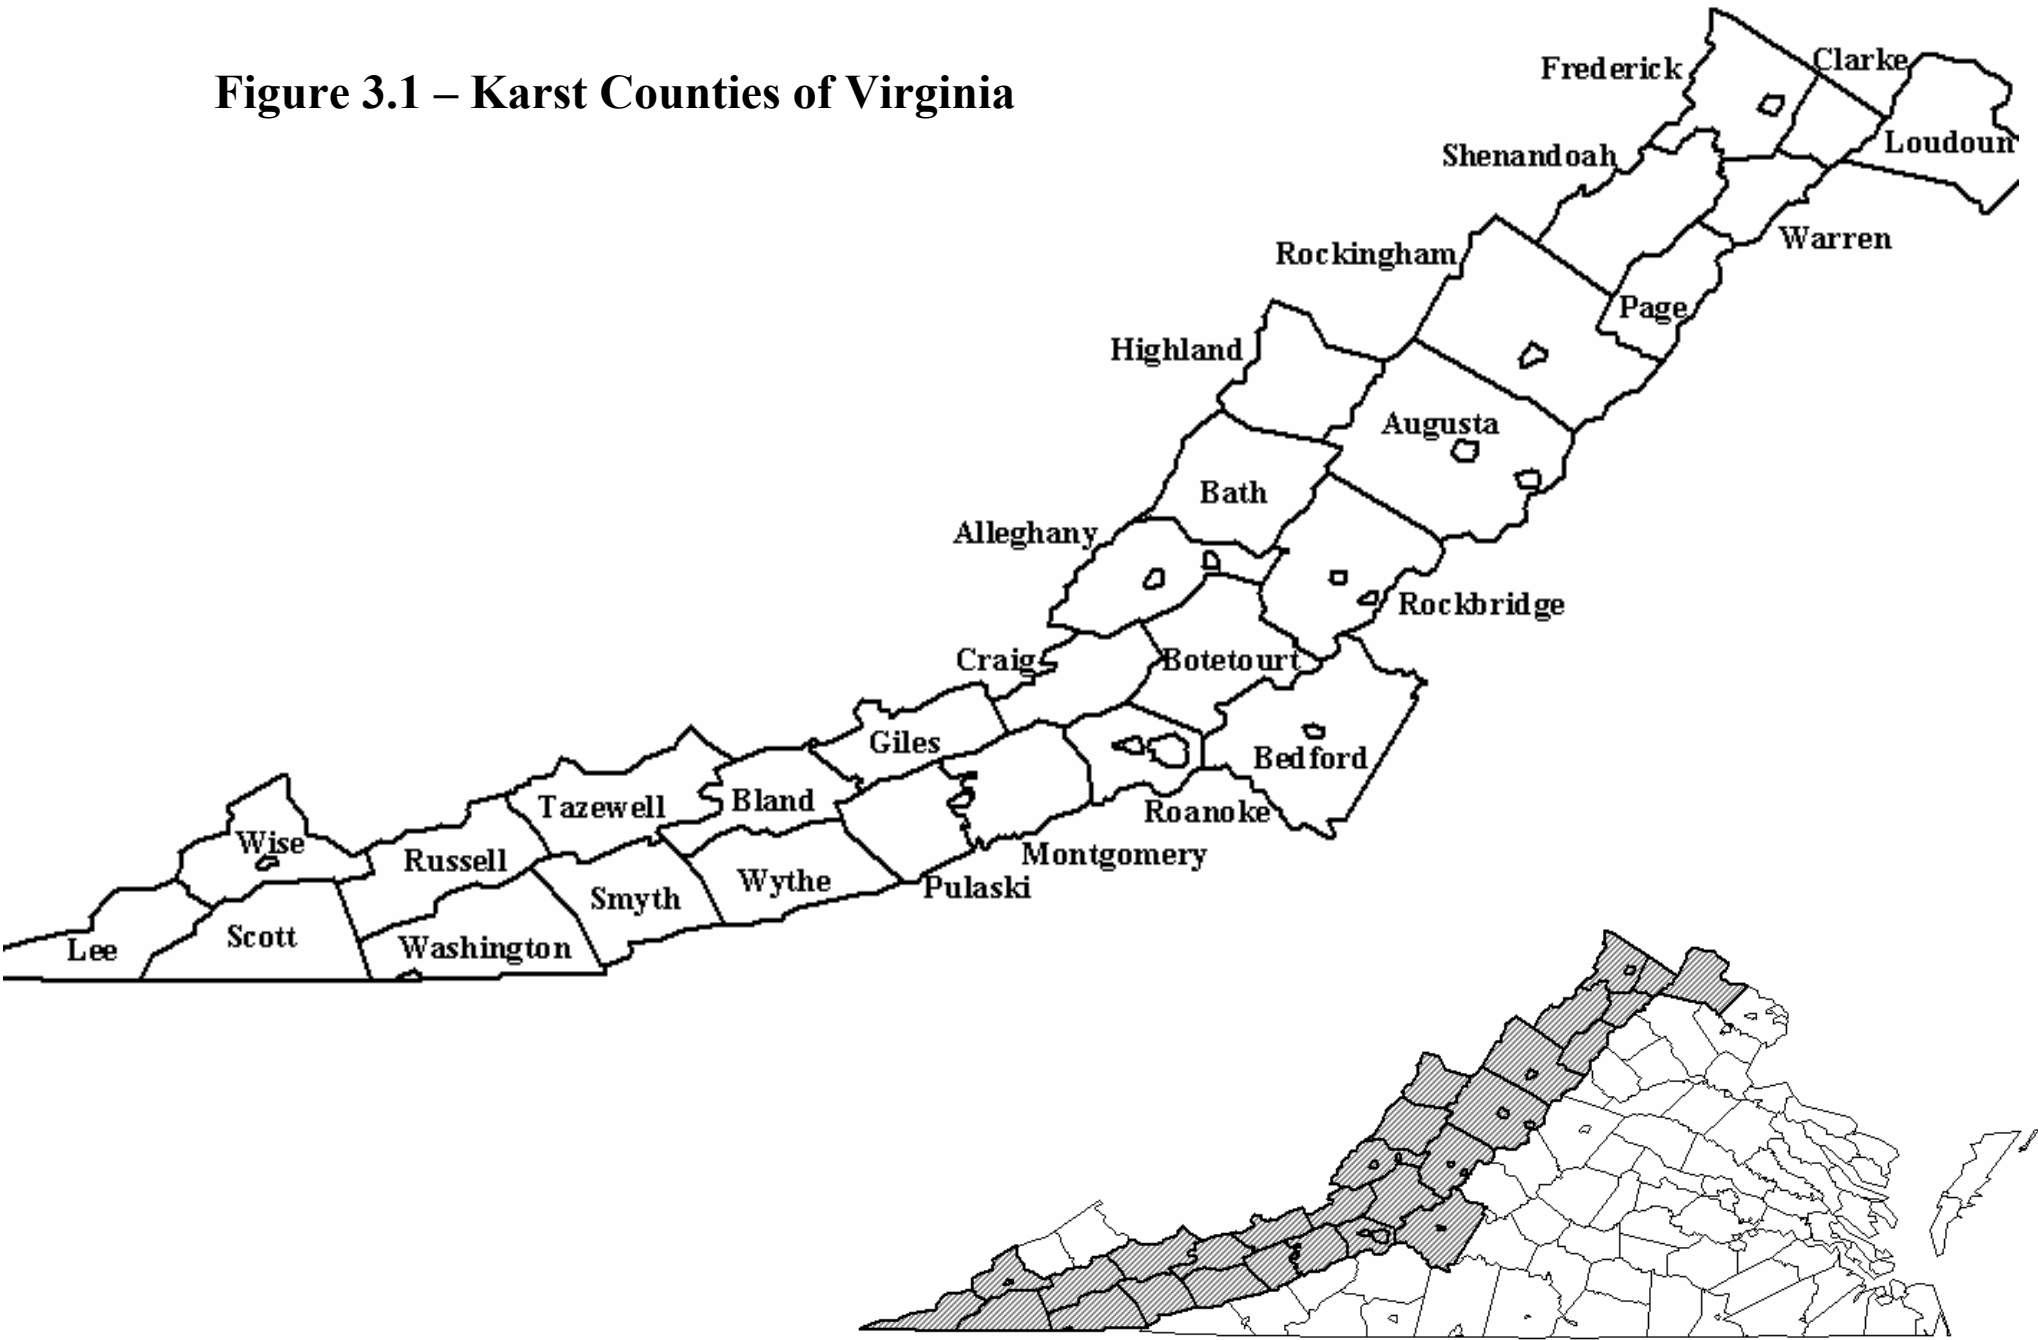 Figure 3.1 – Karst Counties of Virginia
Clarke
Frederick
Loudoun
Shenandoah
Warren
Rockingham
Page
Highland
Augusta
Bath
Alleghany
Rockbridge
Craig
Botetourt
Giles
Bedford
Tazewell
Bland
Roanoke
Wise
Russell
Montgomery
Wythe
Pulaski
Smyth
Scott
Washington
Lee